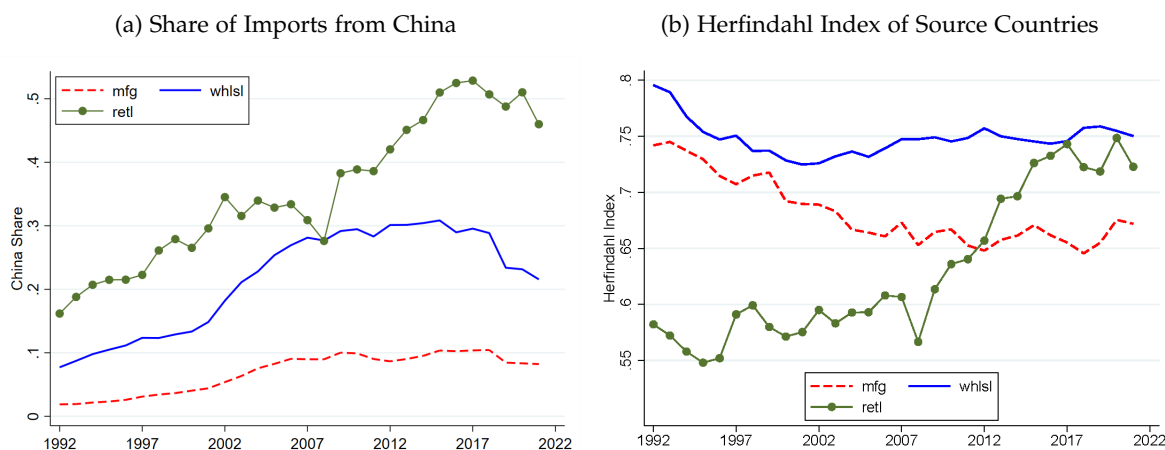 (a) Share of Imports from China
mfg
whlsl
retl
China Share
0
.1
.2
.3
.4
.5
1992
1997
2002
2007
2012
2017
2022
(b) Herfindahl Index of Source Countries
Herfindahl Index
.55
.6
.65
.7
.75
.8
mfg
whlsl
retl
1992
1997
2002
2007
2012
2017
2022